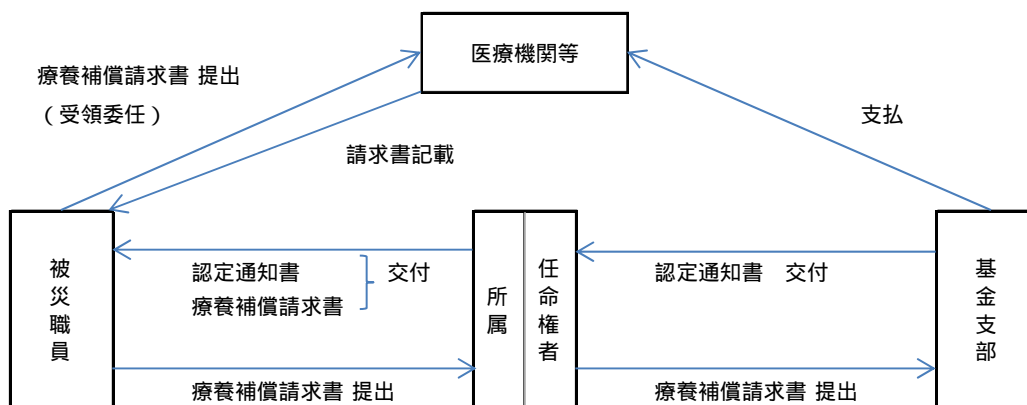 医療機関等
療養補償請求書 提出
（受領委任）
支払
請求書記載
被災職員
認定通知書
療養補償請求書
交付
所属
任命権者
認定通知書　交付
基金支部
療養補償請求書 提出
療養補償請求書 提出